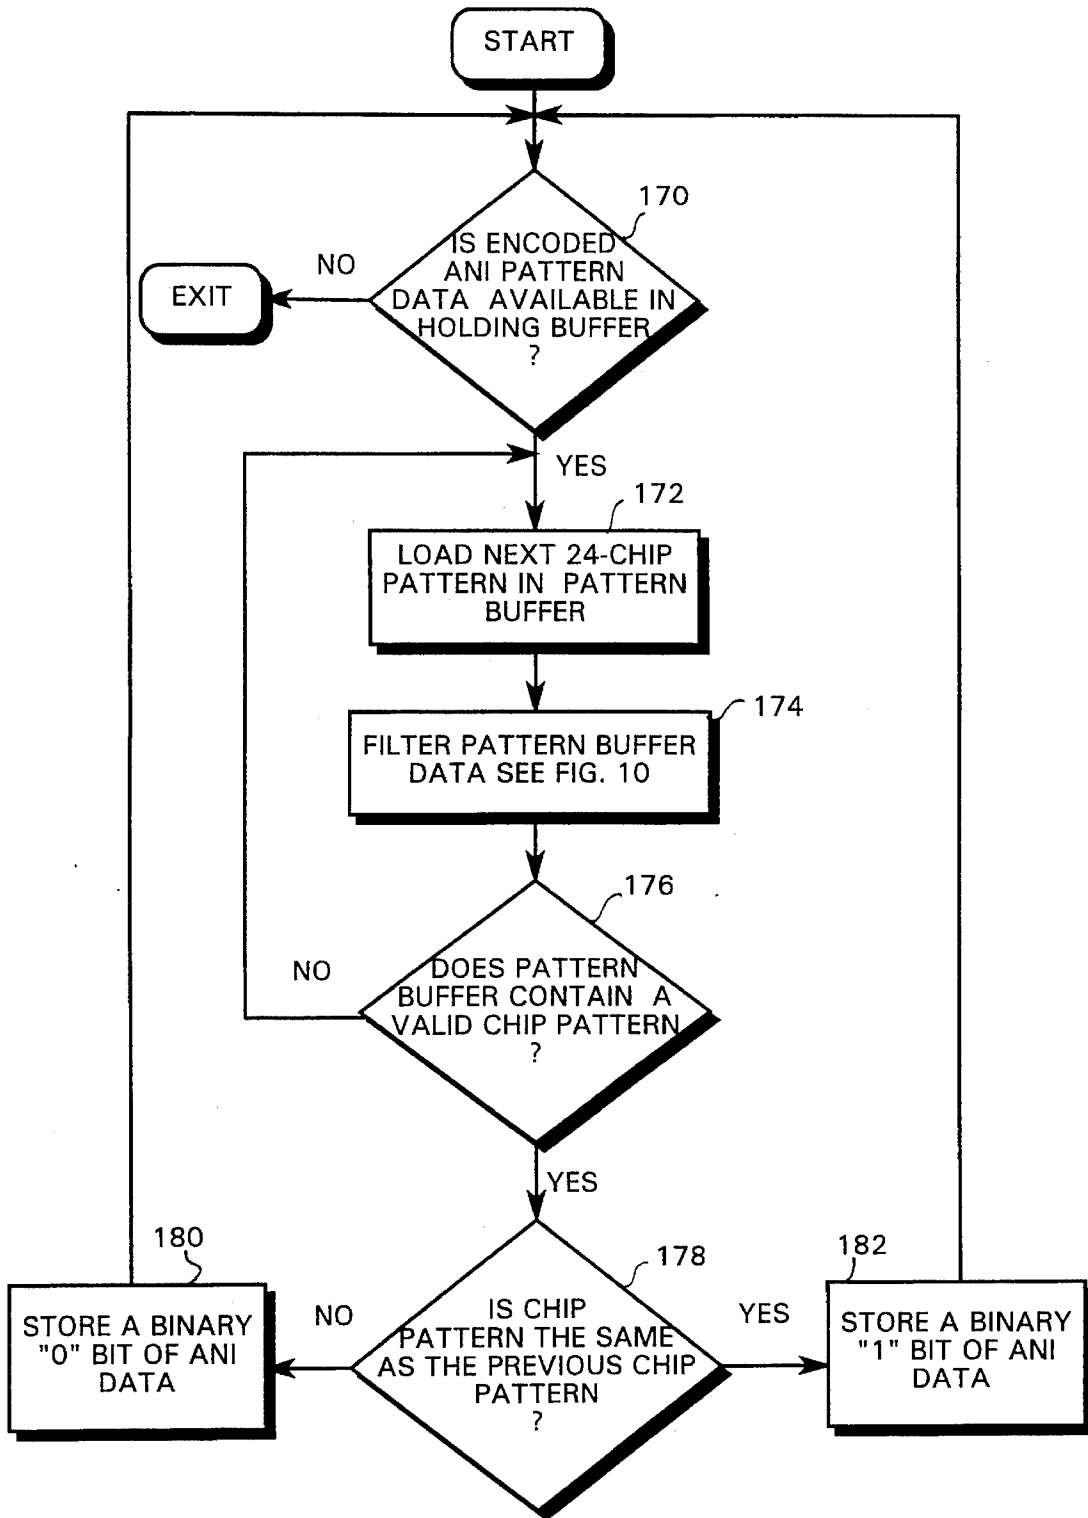 START
170
IS ENCODED
ANI PATTERN
DATA AVAILABLE IN
HOLDING BUFFER
?
NO
EXIT
YES
172
LOAD NEXT 24-CHIP
PATTERN IN PATTERN
BUFFER
174
FILTER PATTERN BUFFER
DATA SEE FIG. 10
176
DOES PATTERN
BUFFER CONTAIN A
VALID CHIP PATTERN
?
NO
YES
178
IS CHIP
PATTERN THE SAME
AS THE PREVIOUS CHIP
PATTERN
?
NO
YES
180
STORE A BINARY
"0" BIT OF ANI
DATA
182
STORE A BINARY
"1" BIT OF ANI
DATA